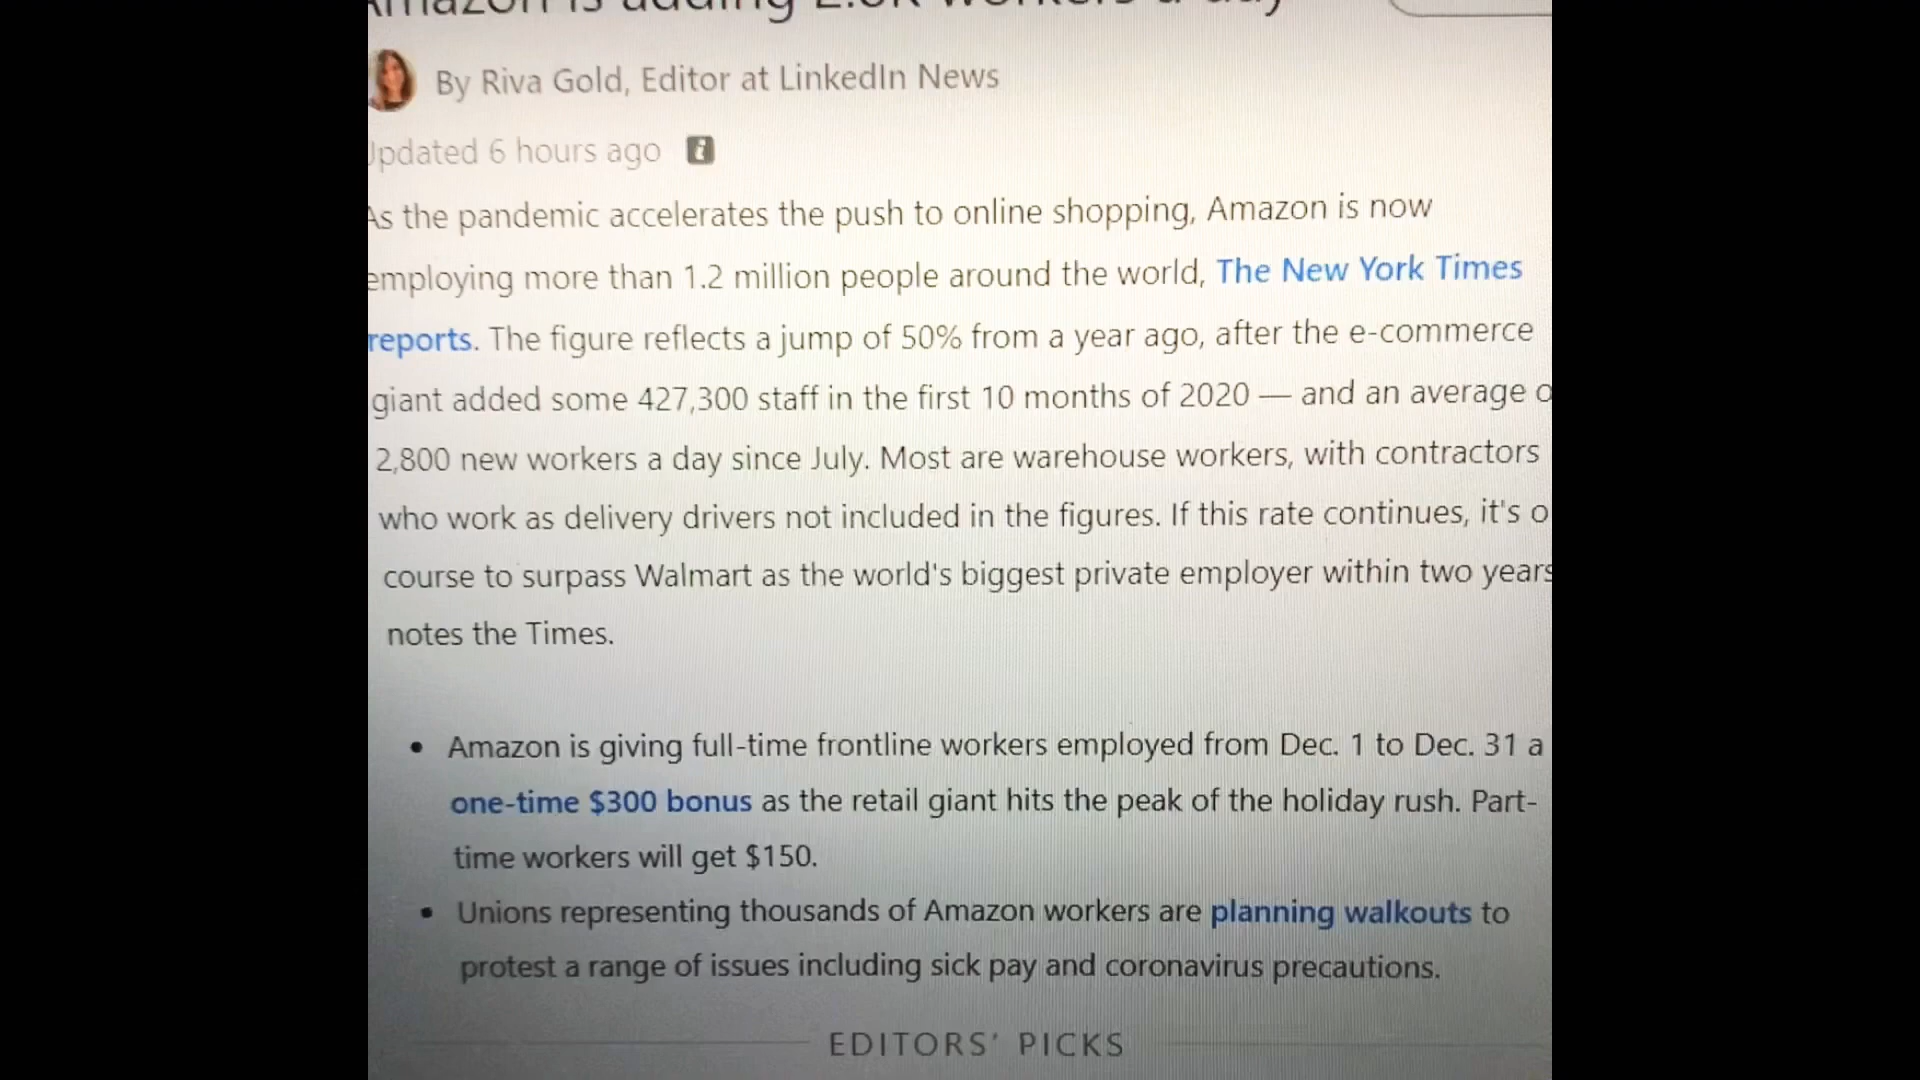 Amazon is adding 2.8K workers a day
By Riva Gold, Editor at LinkedIn News
Updated 6 hours ago
As the pandemic accelerates the push to online shopping, Amazon is now
employing more than 1.2 million people around the world, The New York Times
reports. The figure reflects a jump of 50% from a year ago, after the e-commerce
giant added some 427,300 staff in the first 10 months of 2020 — and an average o
2,800 new workers a day since July. Most are warehouse workers, with contractors
who work as delivery drivers not included in the figures. If this rate continues, it's o
course to surpass Walmart as the world's biggest private employer within two years
notes the Times.
• Amazon is giving full-time frontline workers employed from Dec. 1 to Dec. 31 a
one-time $300 bonus as the retail giant hits the peak of the holiday rush. Part-
time workers will get $150.
• Unions representing thousands of Amazon workers are planning walkouts to
protest a range of issues including sick pay and coronavirus precautions.
EDITORS' PICKS